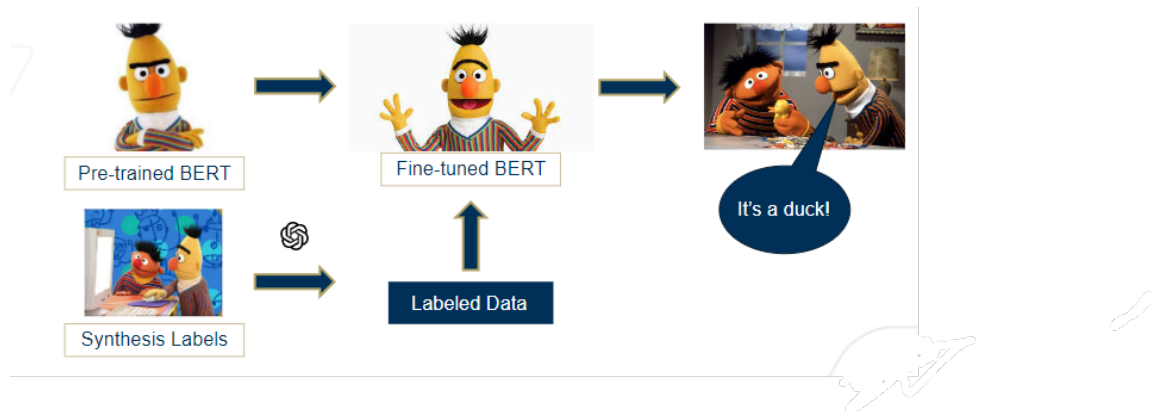 Pre-trained BERT
Fine-tuned BERT
It's a duck!
Labeled Data
Synthesis Labels